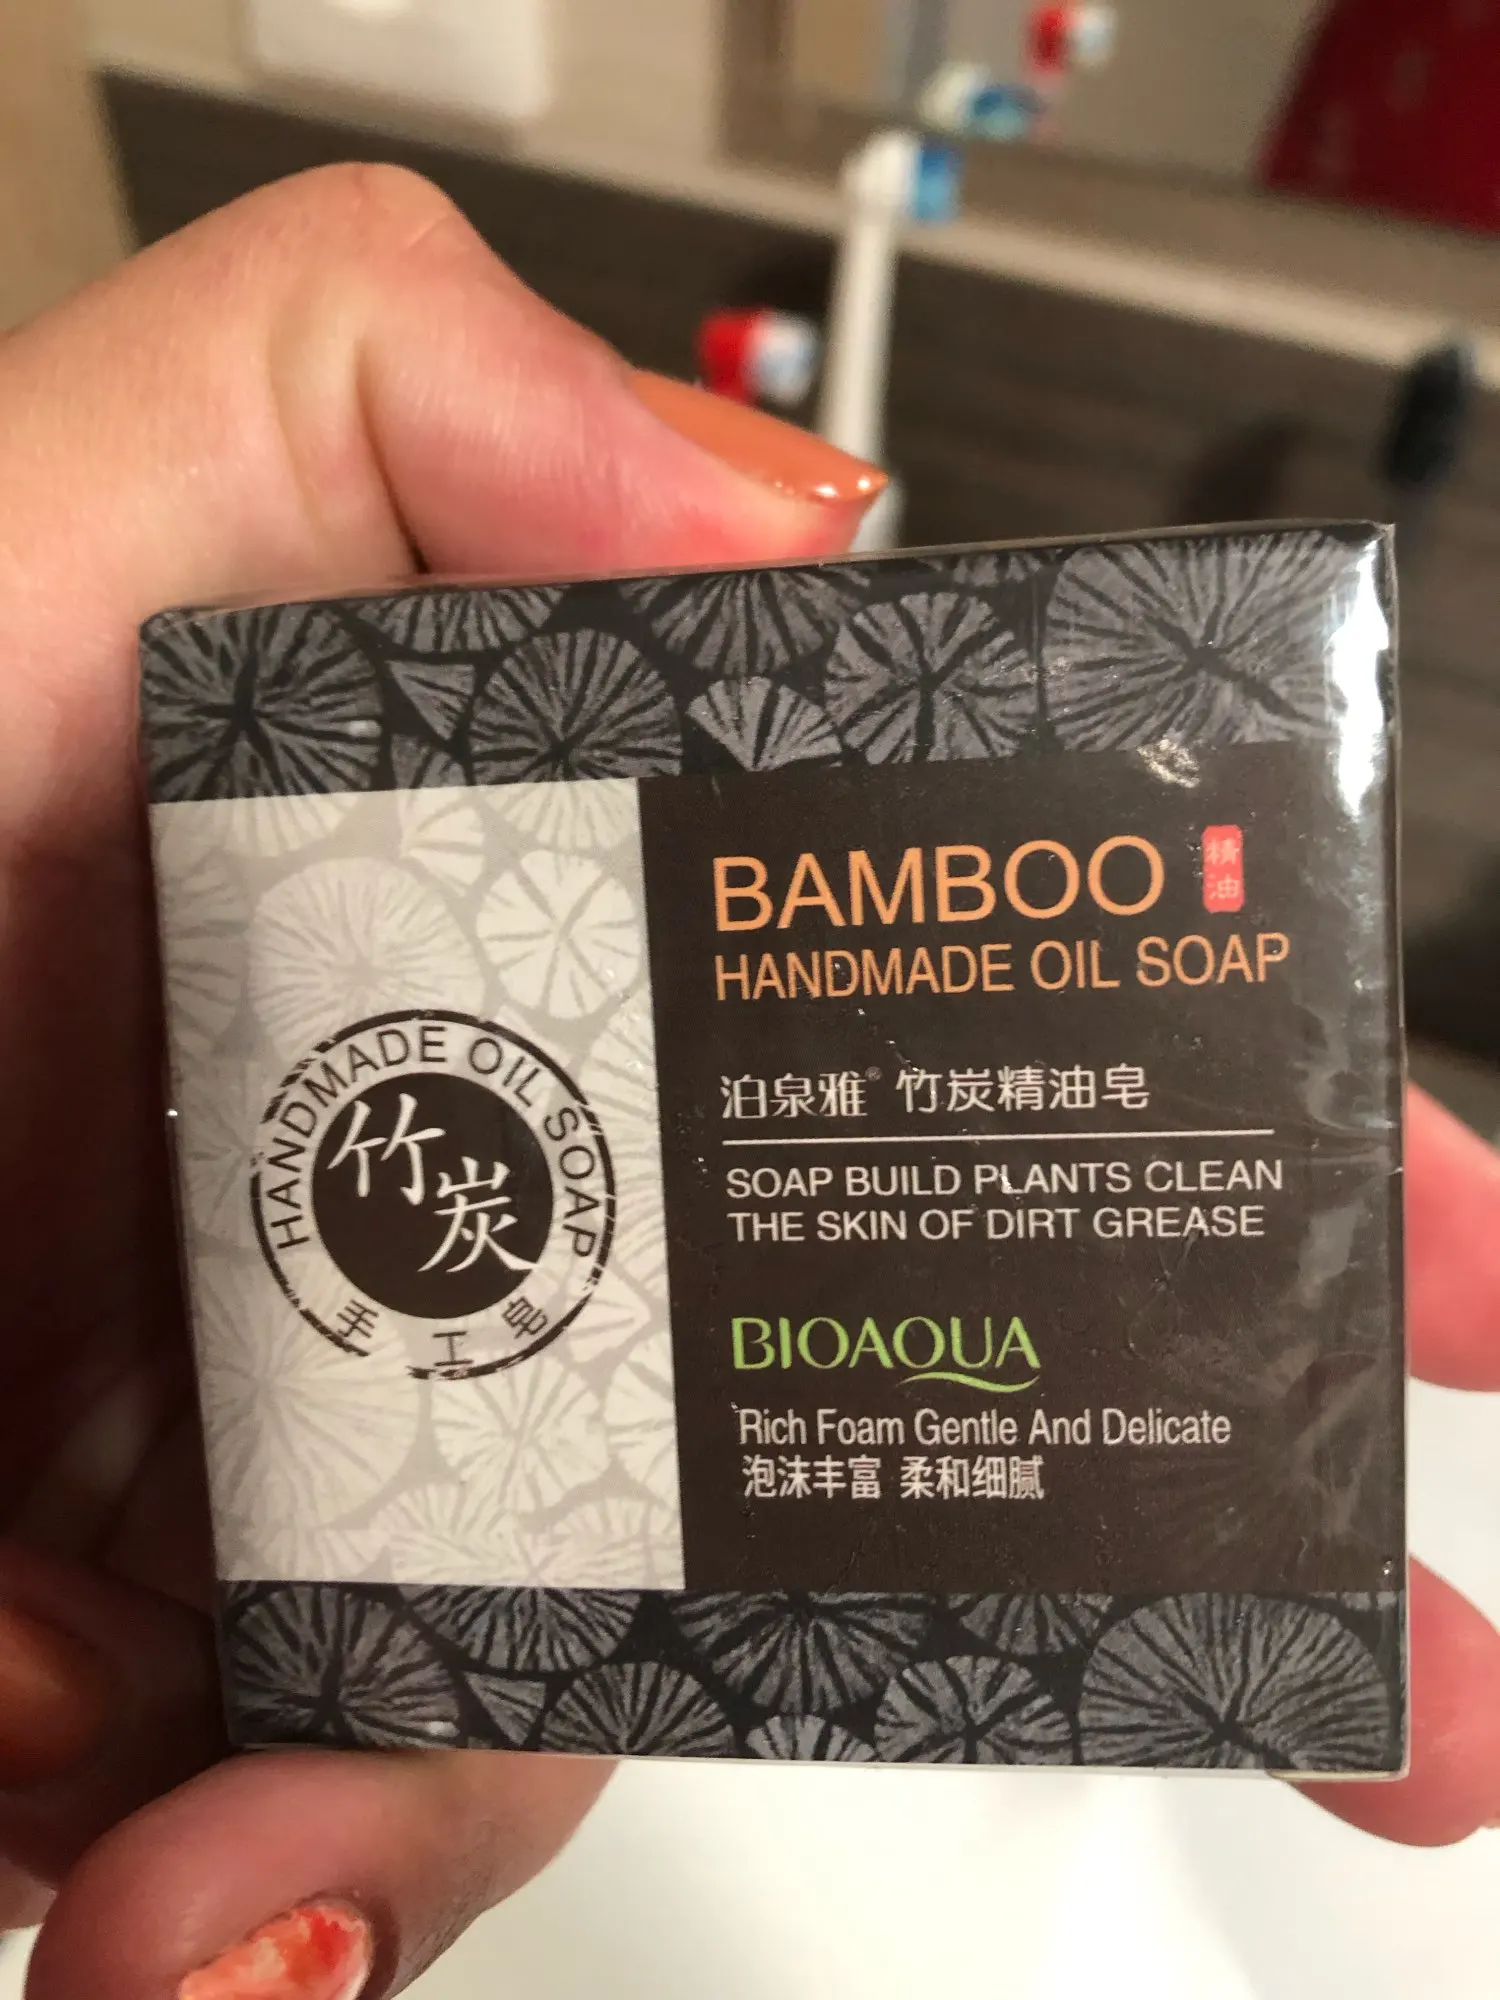 HANDMADE OIL SOAP
竹炭
手工皂
BAMBOO
精油
HANDMADE OIL SOAP
泊泉雅® 竹炭精油皂
SOAP BUILD PLANTS CLEAN
THE SKIN OF DIRT GREASE
BIOAQUA
Rich Foam Gentle And Delicate
泡沫丰富 柔和细腻